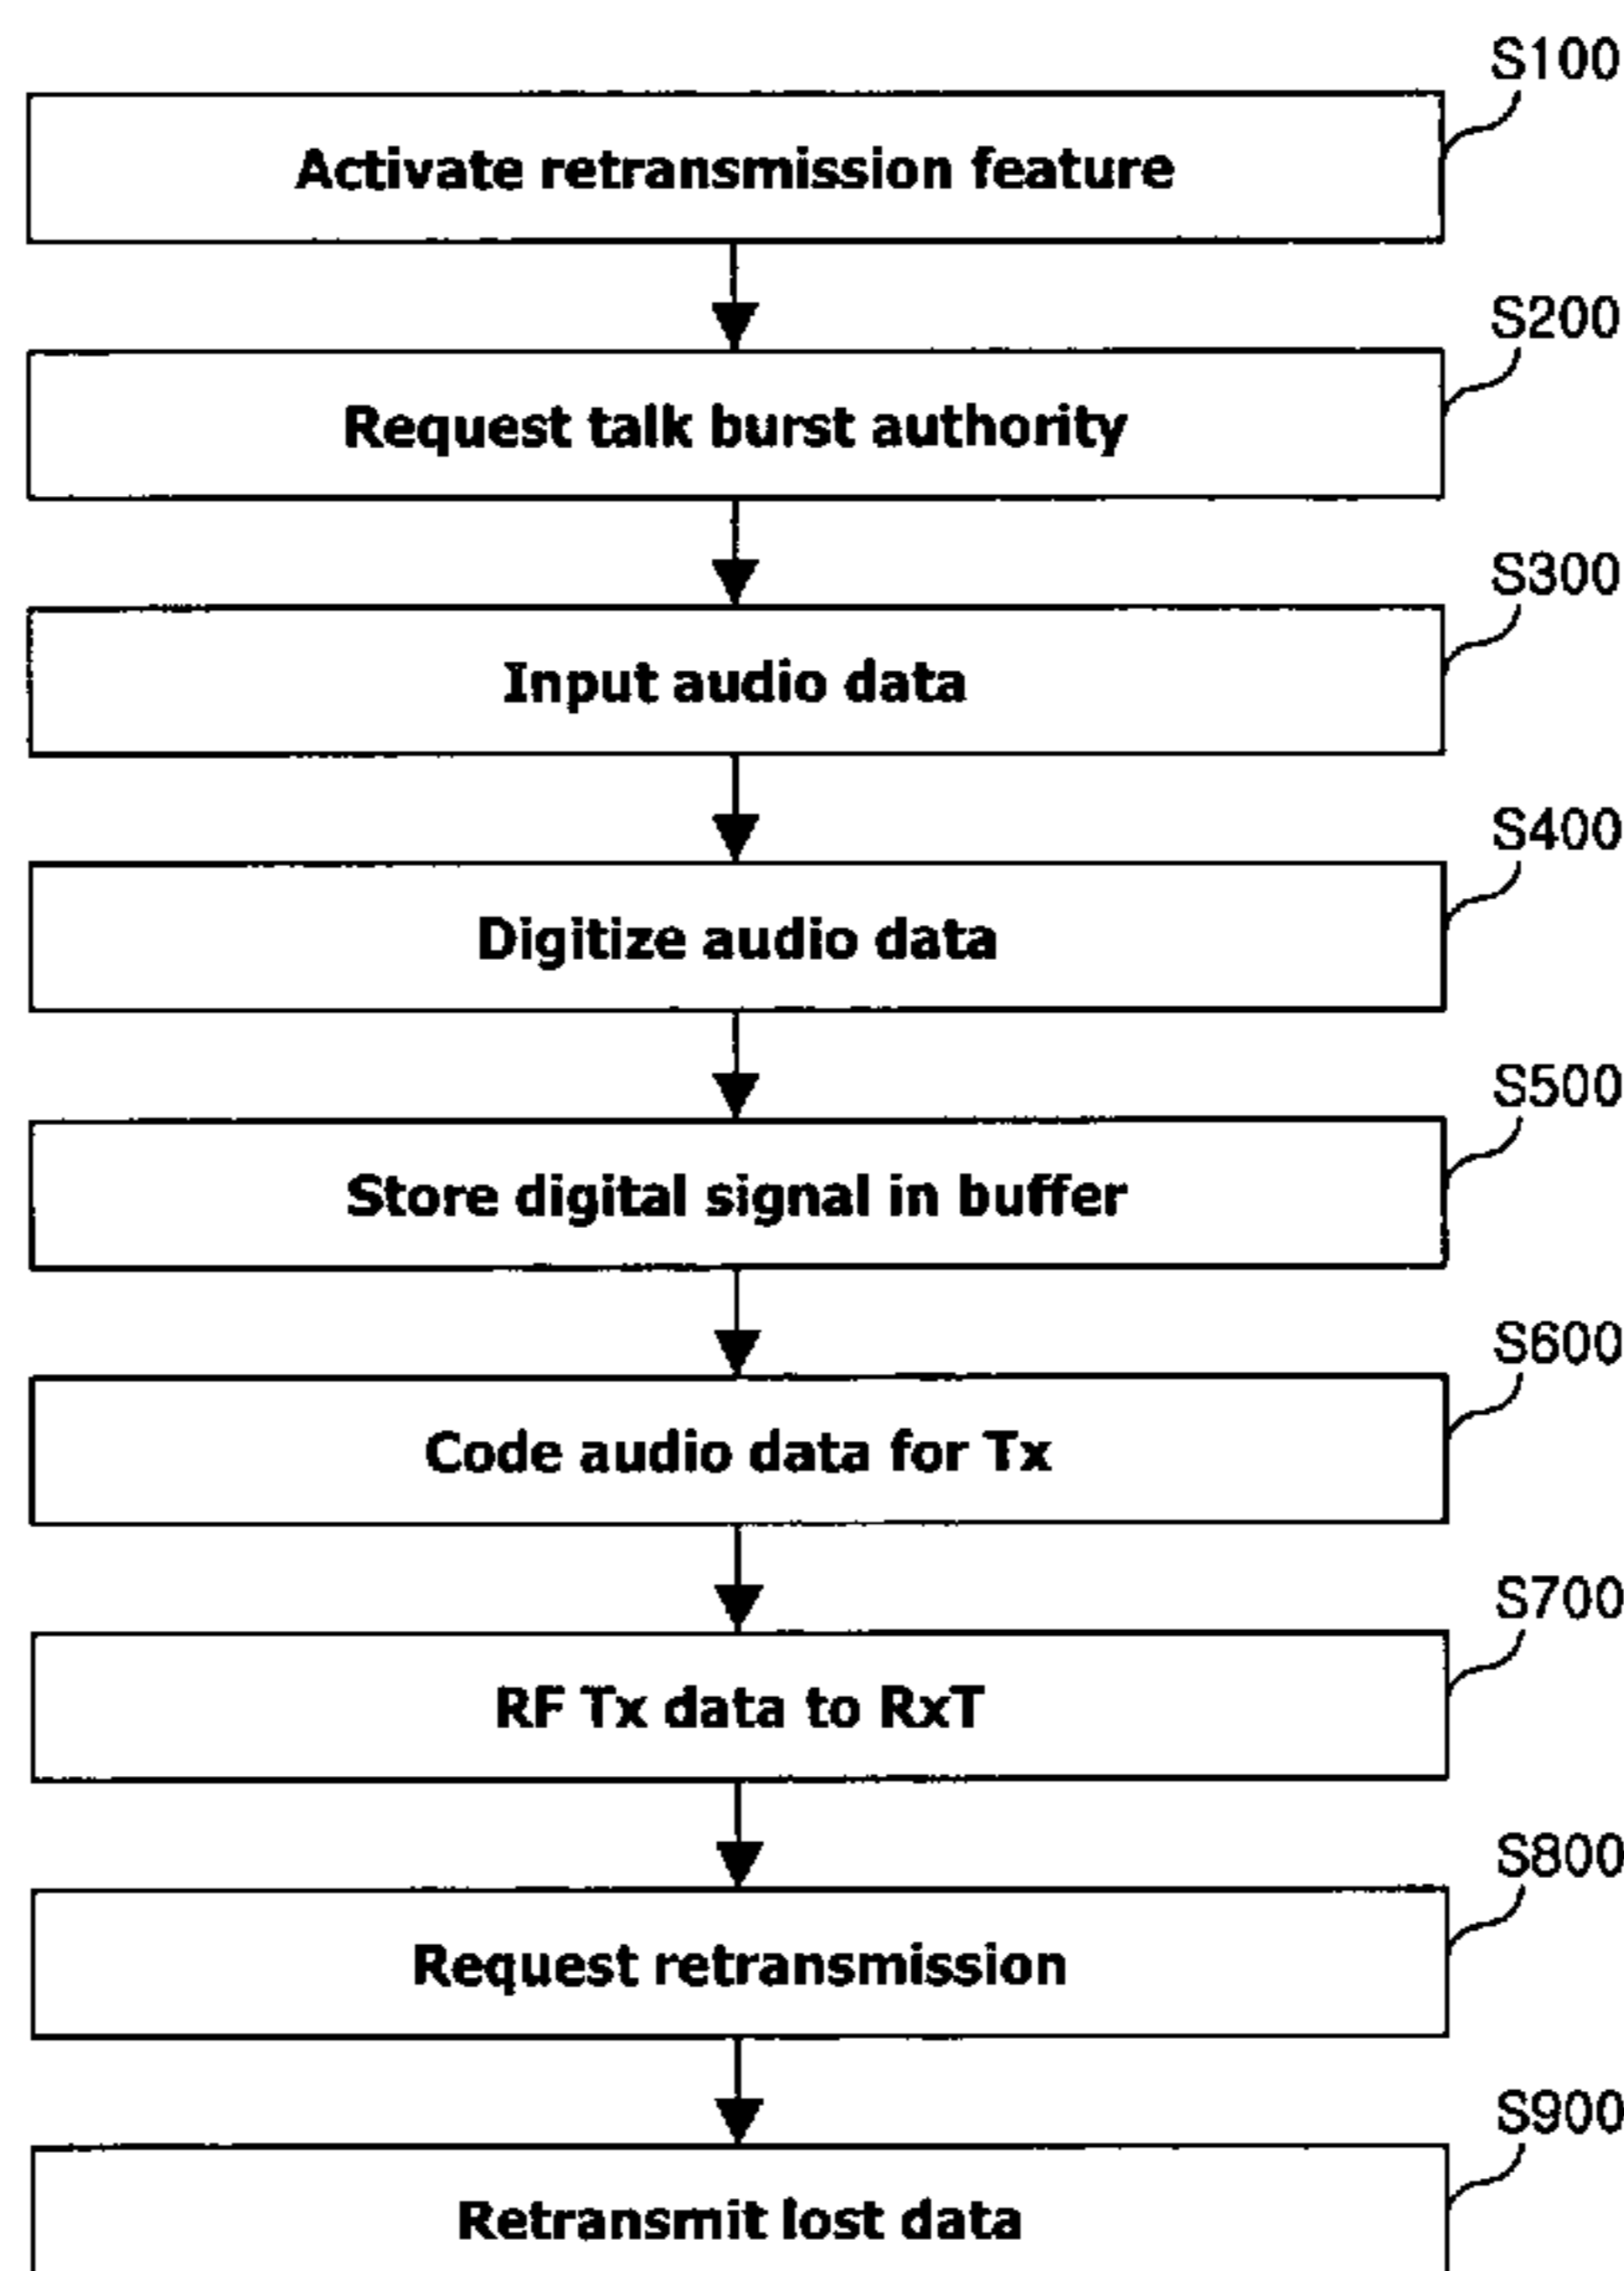 S100
Activate retransmission feature
S200
Request talk burst authority
S300
Input audio data
S400
Digitize audio data
S500
Store digital signal in buffer
S600
Code audio data for Tx
S700
RF Tx data to RxT
S800
Request retransmission
S900
Retransmit lost data